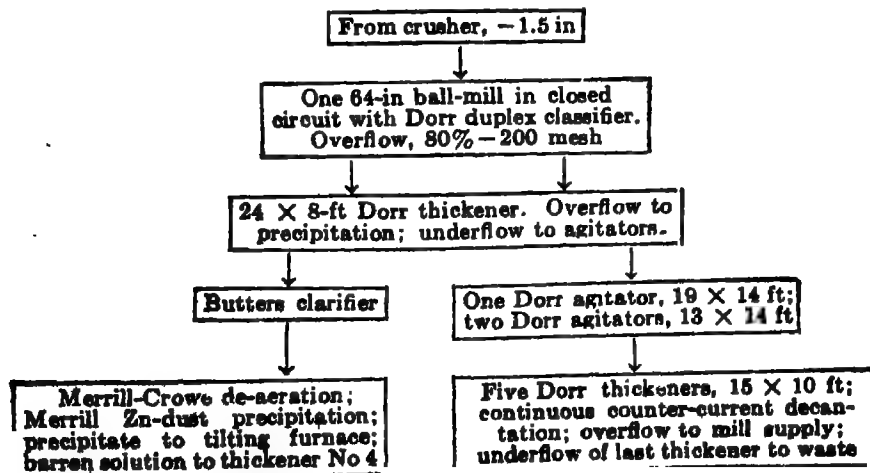 From crusher, −1.5 in
One 64-in ball-mill in closed
circuit with Dorr duplex classifier.
Overflow, 80%−200 mesh
24 × 8-ft Dorr thickener. Overflow to
precipitation; underflow to agitators.
Butters clarifier
One Dorr agitator, 19 × 14 ft;
two Dorr agitators, 13 × 14 ft
Merrill-Crowe de-aeration;
Merrill Zn-dust precipitation;
precipitate to tilting furnace;
barren solution to thickener No 4
Five Dorr thickeners, 15 × 10 ft;
continuous counter-current decan-
tation; overflow to mill supply;
underflow of last thickener to waste